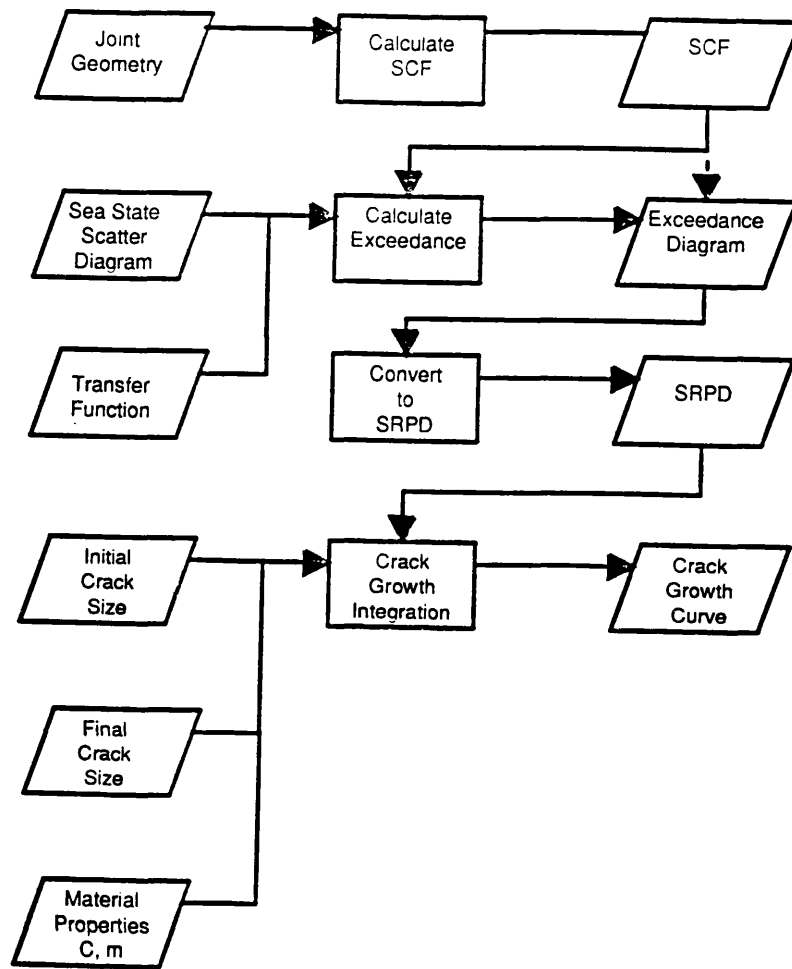 Joint
Geometry
Calculate
SCF
SCF
Sea State
Scatter
Diagram
Calculate
Exceedance
Exceedance
Diagram
Transfer
Function
Convert
to
SRPD
SRPD
Initial
Crack
Size
Crack
Growth
Integration
Crack
Growth
Curve
Final
Crack
Size
Material
Properties
C, m